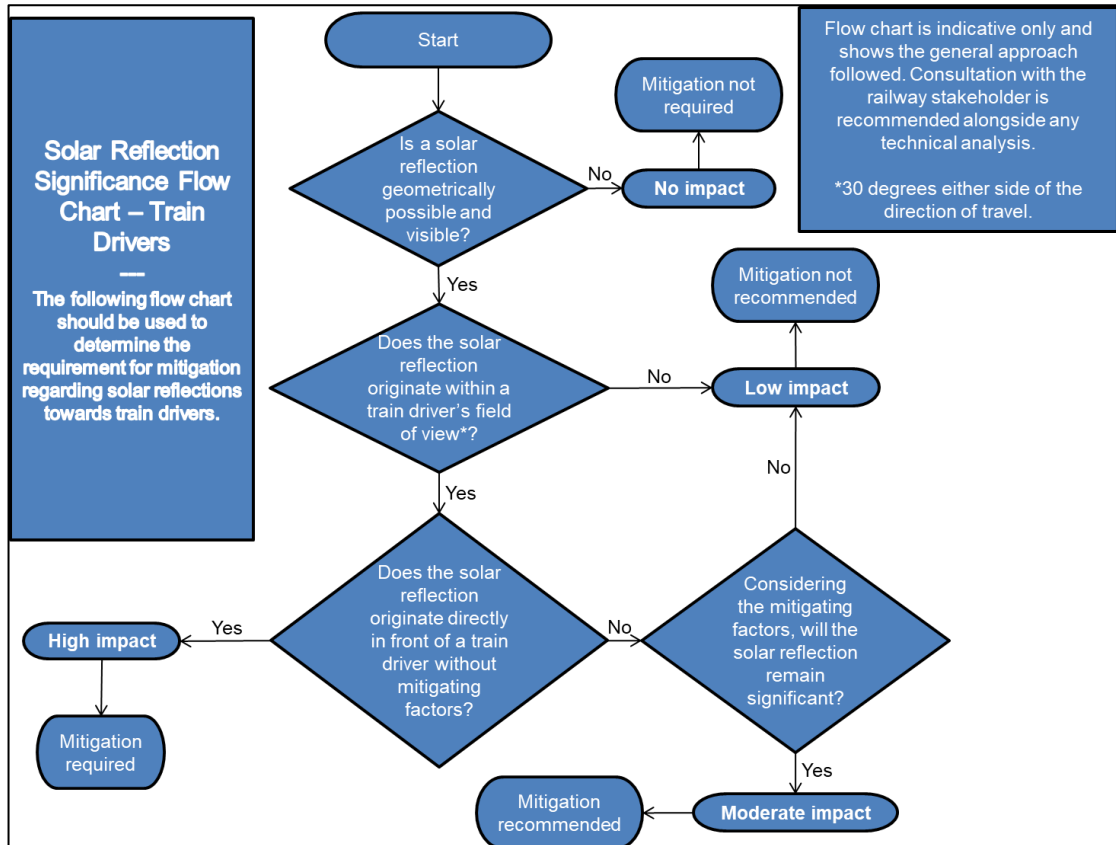 Solar Reflection
Significance Flow
Chart – Train
Drivers
---
The following flow chart
should be used to
determine the
requirement for mitigation
regarding solar reflections
towards train drivers.
Start
Flow chart is indicative only and
shows the general approach
followed. Consultation with the
railway stakeholder is
recommended alongside any
technical analysis.
*30 degrees either side of the
direction of travel.
Mitigation not
required
Is a solar
reflection
geometrically
possible and
visible?
No
No impact
Yes
Mitigation not
recommended
Does the solar
reflection
originate within a
train driver’s field
of view*?
No
Low impact
No
Yes
Does the solar
reflection
originate directly
in front of a train
driver without
mitigating
factors?
Yes
High impact
Mitigation
required
No
Considering
the mitigating
factors, will the
solar reflection
remain
significant?
Yes
Moderate impact
Mitigation
recommended